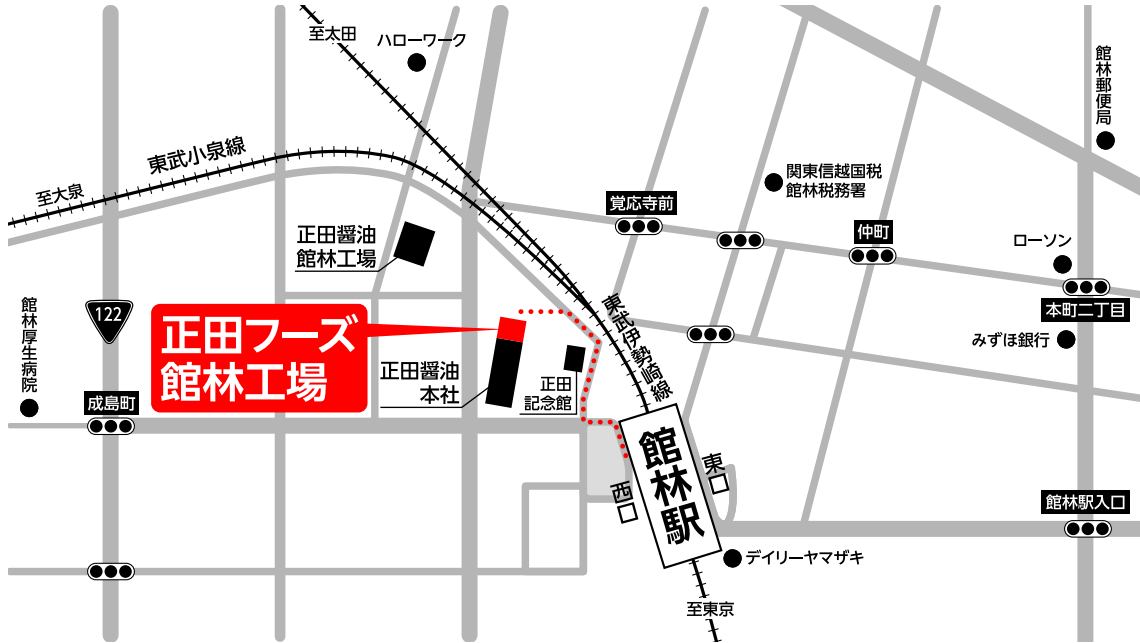 至太田
ハローワーク
館林郵便局
東武小泉線
至大泉
関東信越国税
館林税務署
覚応寺前
仲町
ローソン
正田醤油
館林工場
本町二丁目
館林厚生病院
122
正田フーズ
館林工場
東武伊勢崎線
みずほ銀行
正田醤油
本社
正田
記念館
成島町
館林駅
東口
西口
館林駅入口
デイリーヤマザキ
至東京